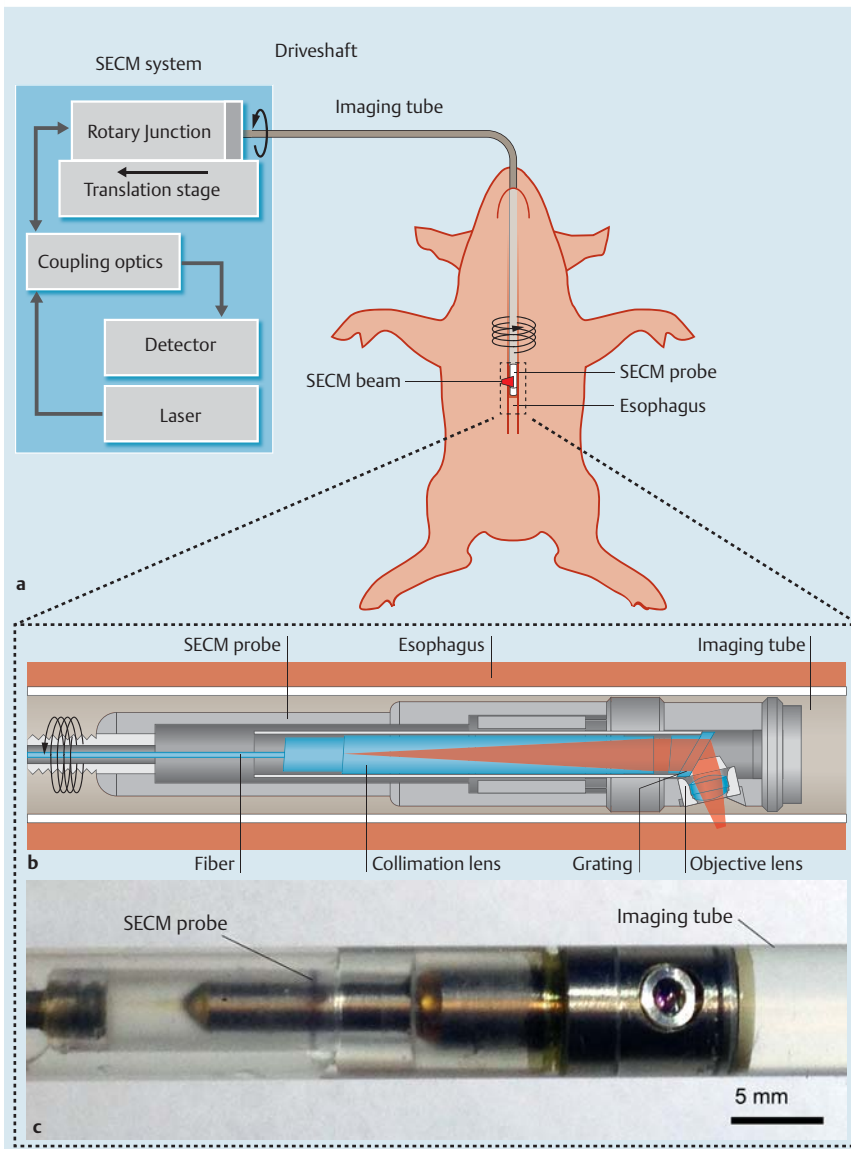 Driveshaft
SECM system
Imaging tube
Rotary Junction
Translation stage
Coupling optics
Detector
Laser
SECM beam
SECM probe
Esophagus
a
SECM probe
Esophagus
Imaging tube
b
Fiber
Collimation lens
Grating
Objective lens
SECM probe
Imaging tube
5 mm
c